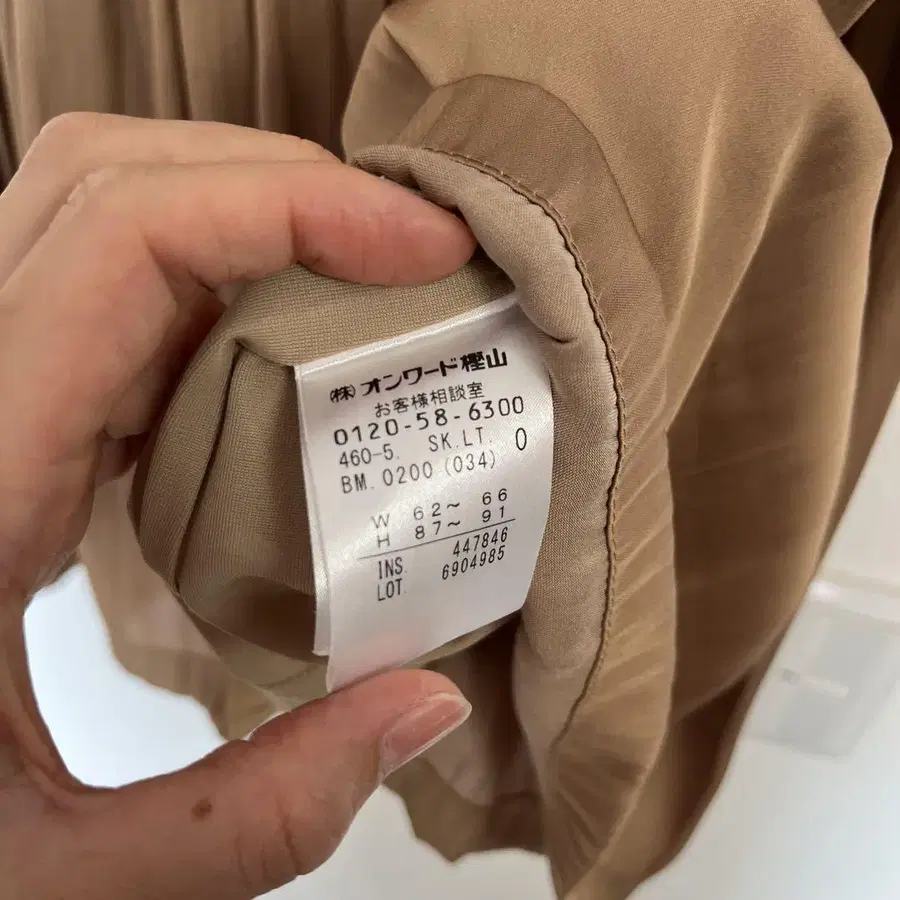 ㈱オンワード樫山
お客様相談室
0120-58-6300
460-5. SK.LT. 0
BM. 0200 (034)
W 62〜 66
H 87〜 91
INS. 447846
LOT. 6904985